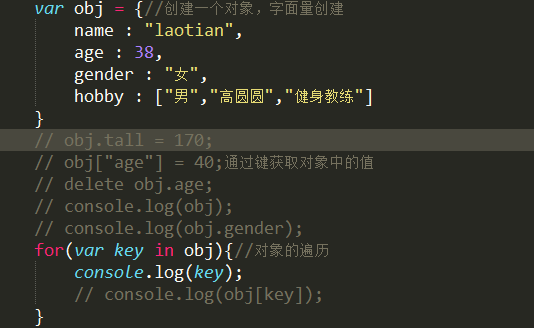 var obj = {//创建一个对象，字面量创建
    name : "laotian",
    age : 38,
    gender : "女",
    hobby : ["男","高圆圆","健身教练"]
}
// obj.tall = 170;
// obj["age"] = 40;通过键获取对象中的值
// delete obj.age;
// console.log(obj);
// console.log(obj.gender);
for(var key in obj){//对象的遍历
    console.log(key);
    // console.log(obj[key]);
}